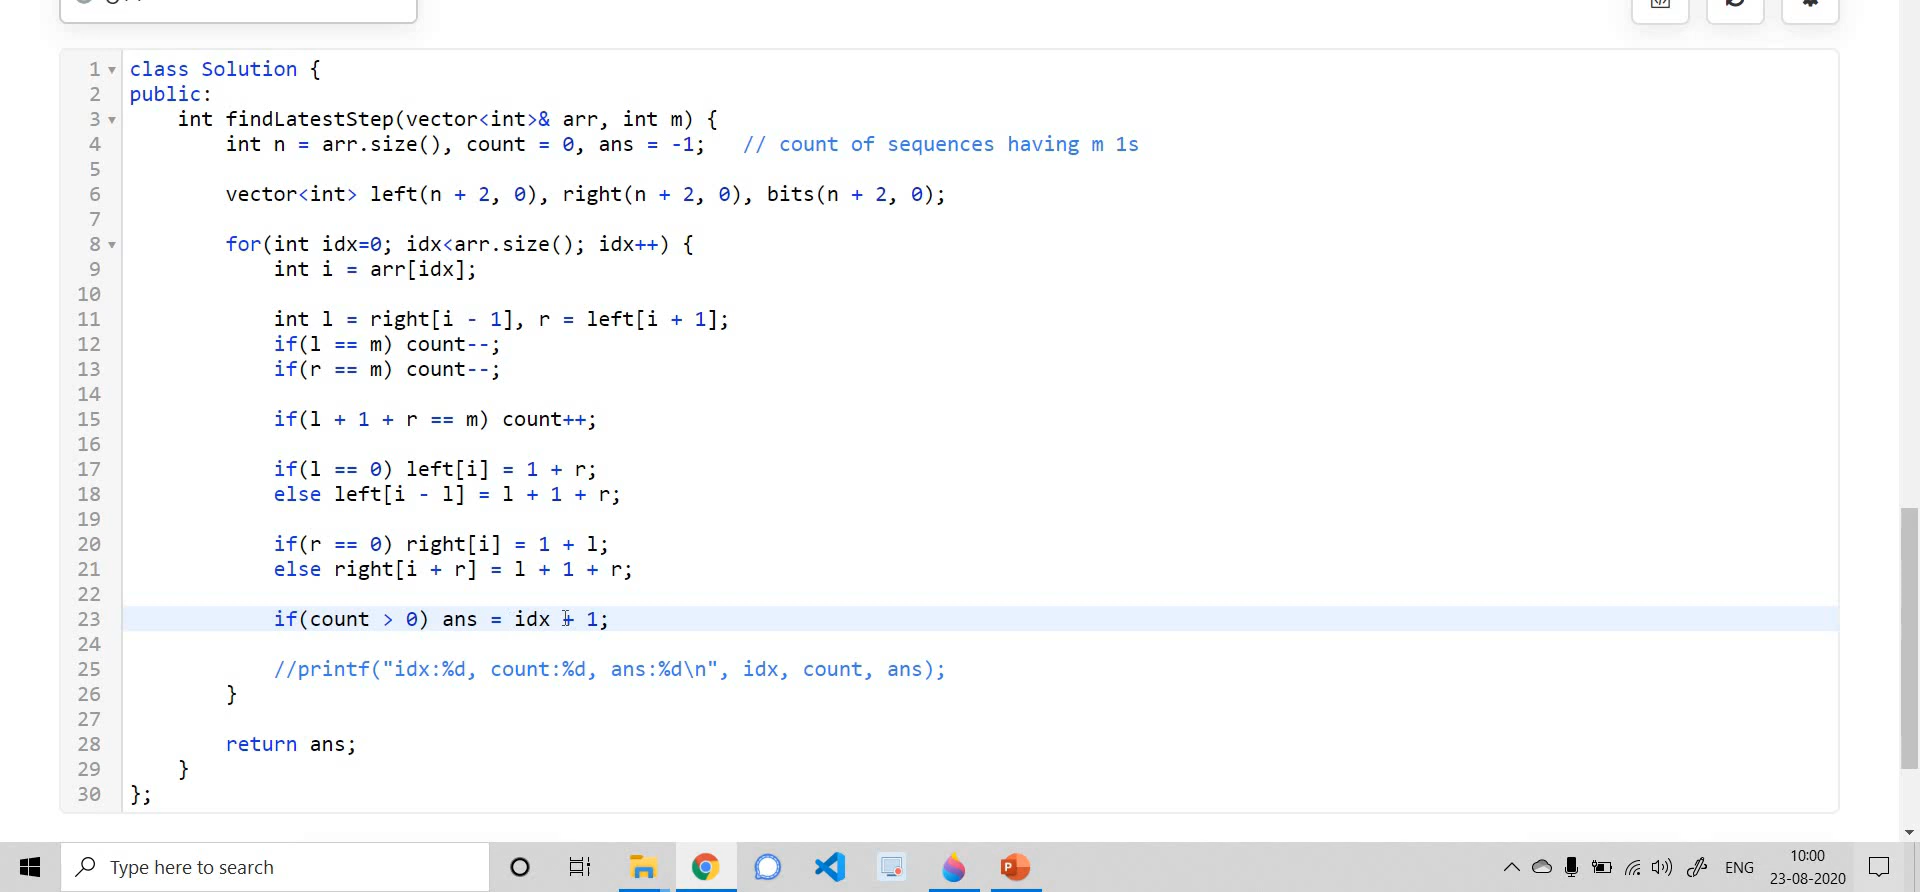 1 class Solution {
2 public:
3 int findLatestStep(vector<int>& arr, int m) {
4 int n = arr.size(), count = 0, ans = -1; // count of sequences having m 1s
5
6 vector<int> left(n + 2, 0), right(n + 2, 0), bits(n + 2, 0);
7
8 for(int idx=0; idx<arr.size(); idx++) {
9 int i = arr[idx];
10
11 int l = right[i - 1], r = left[i + 1];
12 if(l == m) count--;
13 if(r == m) count--;
14
15 if(l + 1 + r == m) count++;
16
17 if(l == 0) left[i] = 1 + r;
18 else left[i - l] = l + 1 + r;
19
20 if(r == 0) right[i] = 1 + l;
21 else right[i + r] = l + 1 + r;
22
23 if(count > 0) ans = idx + 1;
24
25 //printf("idx:%d, count:%d, ans:%d\n", idx, count, ans);
26 }
27
28 return ans;
29 }
30 };
Type here to search
ENG
10:00
23-08-2020